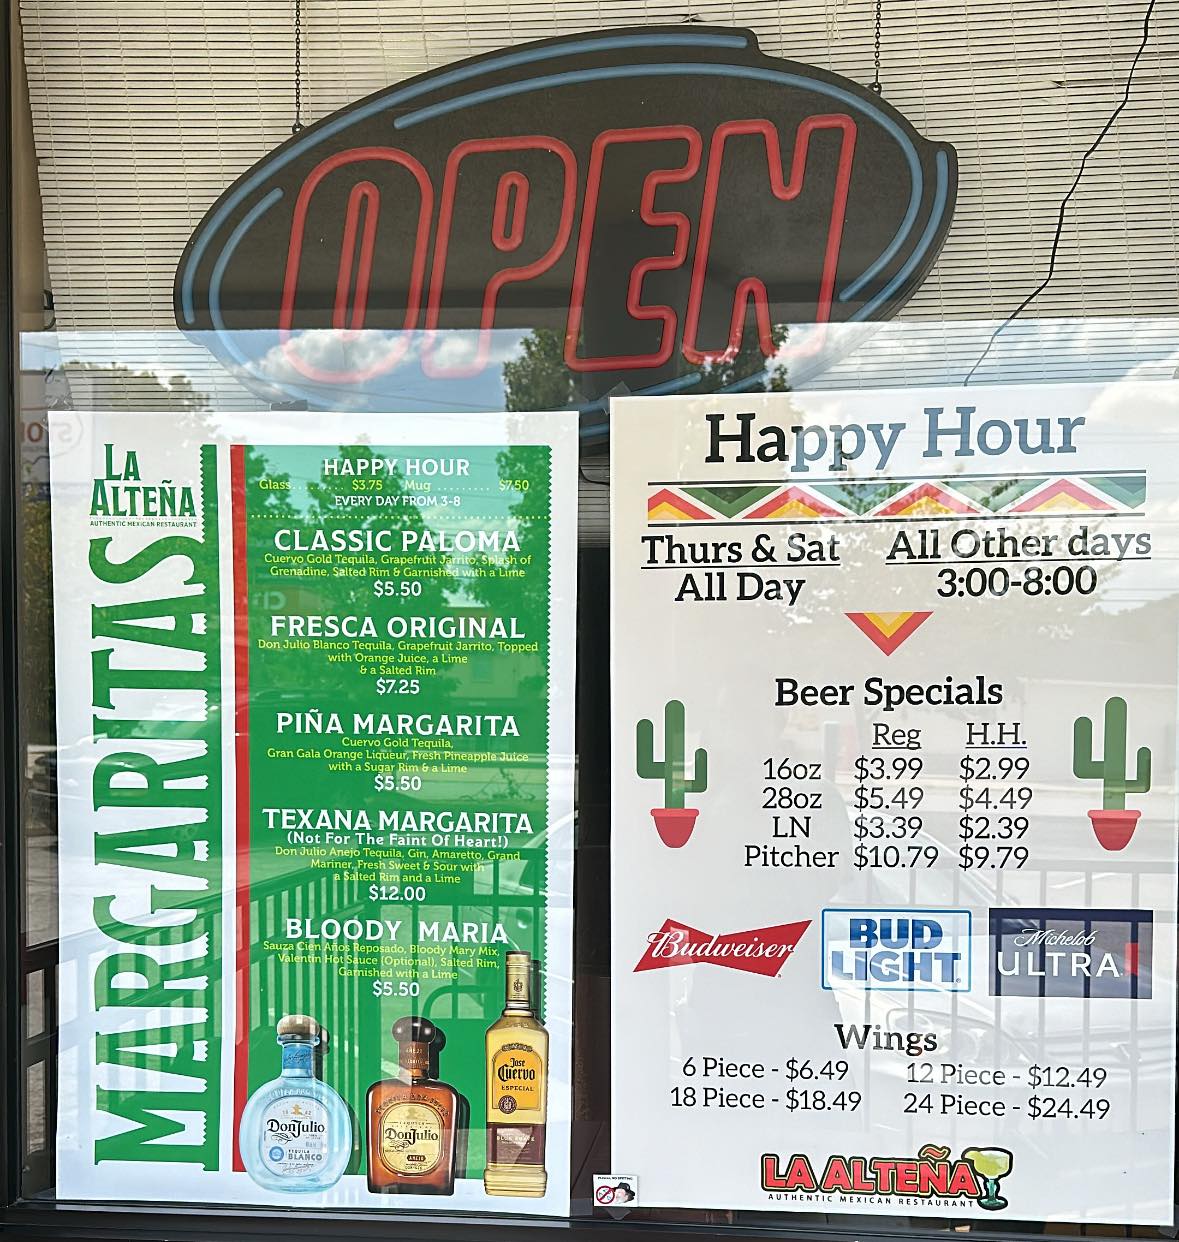 OPEN
LA
ALTEÑA
AUTHENTIC MEXICAN RESTAURANT
MARGARITAS
HAPPY HOUR
Glass......... $3.75 Mug ......... $7.50
EVERY DAY FROM 3-8
CLASSIC PALOMA
Cuervo Gold Tequila, Grapefruit Jarrito, Splash of
Grenadine, Salted Rim & Garnished with a Lime
$5.50
FRESCA ORIGINAL
Don Julio Blanco Tequila, Grapefruit Jarrito, Topped
with Orange Juice, a Lime
& a Salted Rim
$7.25
PIÑA MARGARITA
Cuervo Gold Tequila,
Gran Gala Orange Liqueur, Fresh Pineapple Juice
with a Sugar Rim & a Lime
$5.50
TEXANA MARGARITA
(Not For The Faint Of Heart!)
Don Julio Anejo Tequila, Gin, Amaretto, Grand
Mariner, Fresh Sweet & Sour with
a Salted Rim and a Lime
$12.00
BLOODY MARIA
Sauza Cien Años Reposado, Bloody Mary Mix,
Valentin Hot Sauce (Optional), Salted Rim,
Garnished with a Lime
$5.50
DonJulio
TEQUILA
BLANCO
DonJulio
AÑEJO
Jose
Cuervo
ESPECIAL
BLUE AGAVE
Happy Hour
Thurs & Sat All Other days
All Day 3:00-8:00
Beer Specials
Reg H.H.
16oz $3.99 $2.99
28oz $5.49 $4.49
LN $3.39 $2.39
Pitcher $10.79 $9.79
Budweiser
BUD
LIGHT
Michelob
ULTRA
Wings
6 Piece - $6.49 12 Piece - $12.49
18 Piece - $18.49 24 Piece - $24.49
LA ALTEÑA
AUTHENTIC MEXICAN RESTAURANT